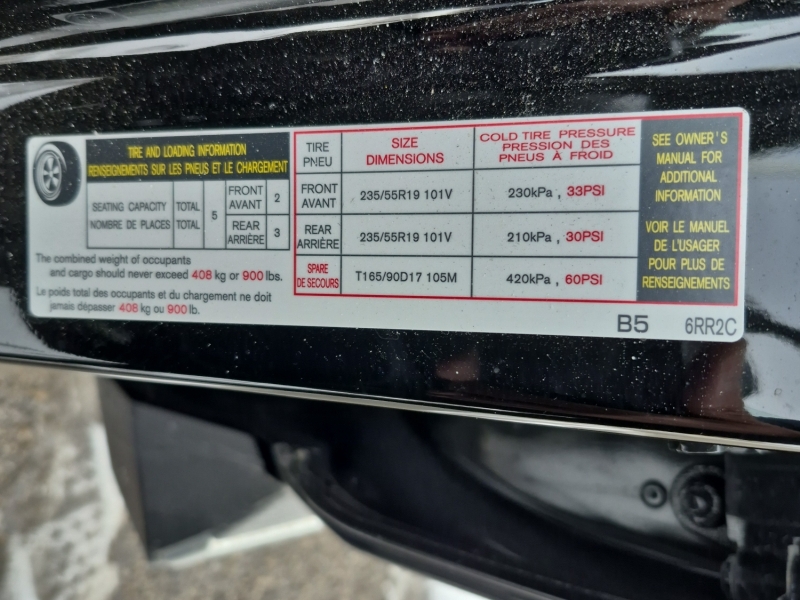 TIRE AND LOADING INFORMATION
RENSEIGNEMENTS SUR LES PNEUS ET LE CHARGEMENT
SEATING CAPACITY TOTAL 5 FRONT AVANT 2
NOMBRE DE PLACES TOTAL REAR ARRIÈRE 3
The combined weight of occupants
and cargo should never exceed 408 kg or 900 lbs.
Le poids total des occupants et du chargement ne doit
jamais dépasser 408 kg ou 900 lb.
TIRE PNEU SIZE DIMENSIONS COLD TIRE PRESSURE PRESSION DES PNEUS À FROID
FRONT AVANT 235/55R19 101V 230kPa , 33PSI
REAR ARRIÈRE 235/55R19 101V 210kPa , 30PSI
SPARE DE SECOURS T165/90D17 105M 420kPa , 60PSI
SEE OWNER'S
MANUAL FOR
ADDITIONAL
INFORMATION
VOIR LE MANUEL
DE L'USAGER
POUR PLUS DE
RENSEIGNEMENTS
B5 6RR2C